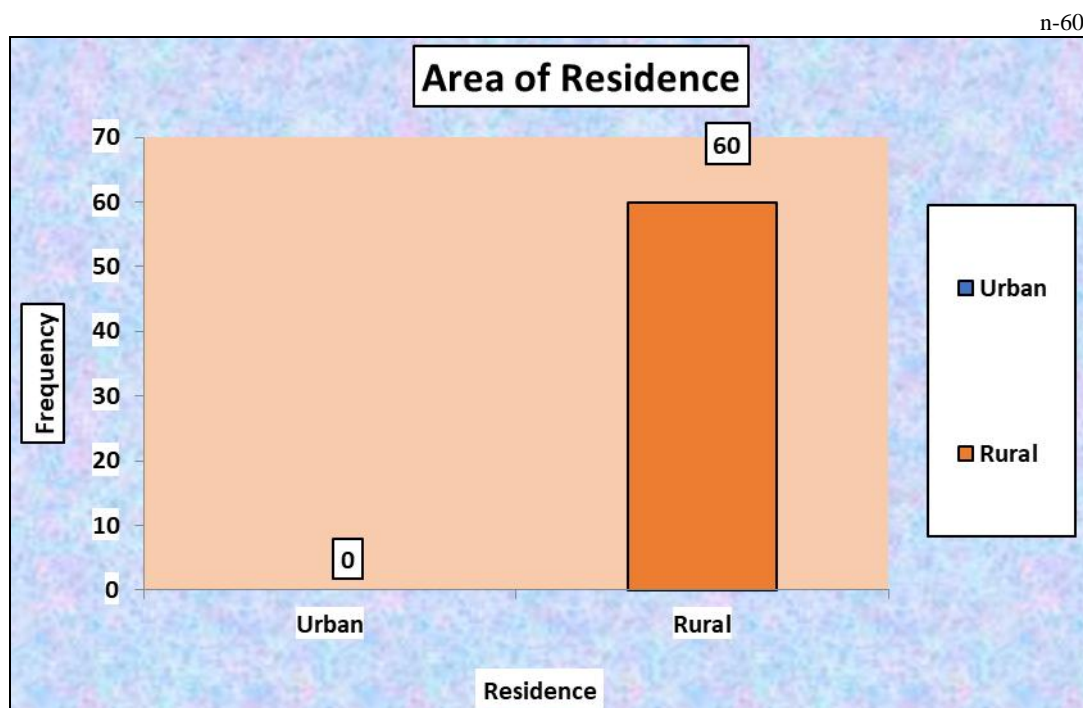 n-60
Area of Residence
70
60
60
50
40
30
20
10
0
0
Frequency
Urban
Rural
Residence
Urban
Rural